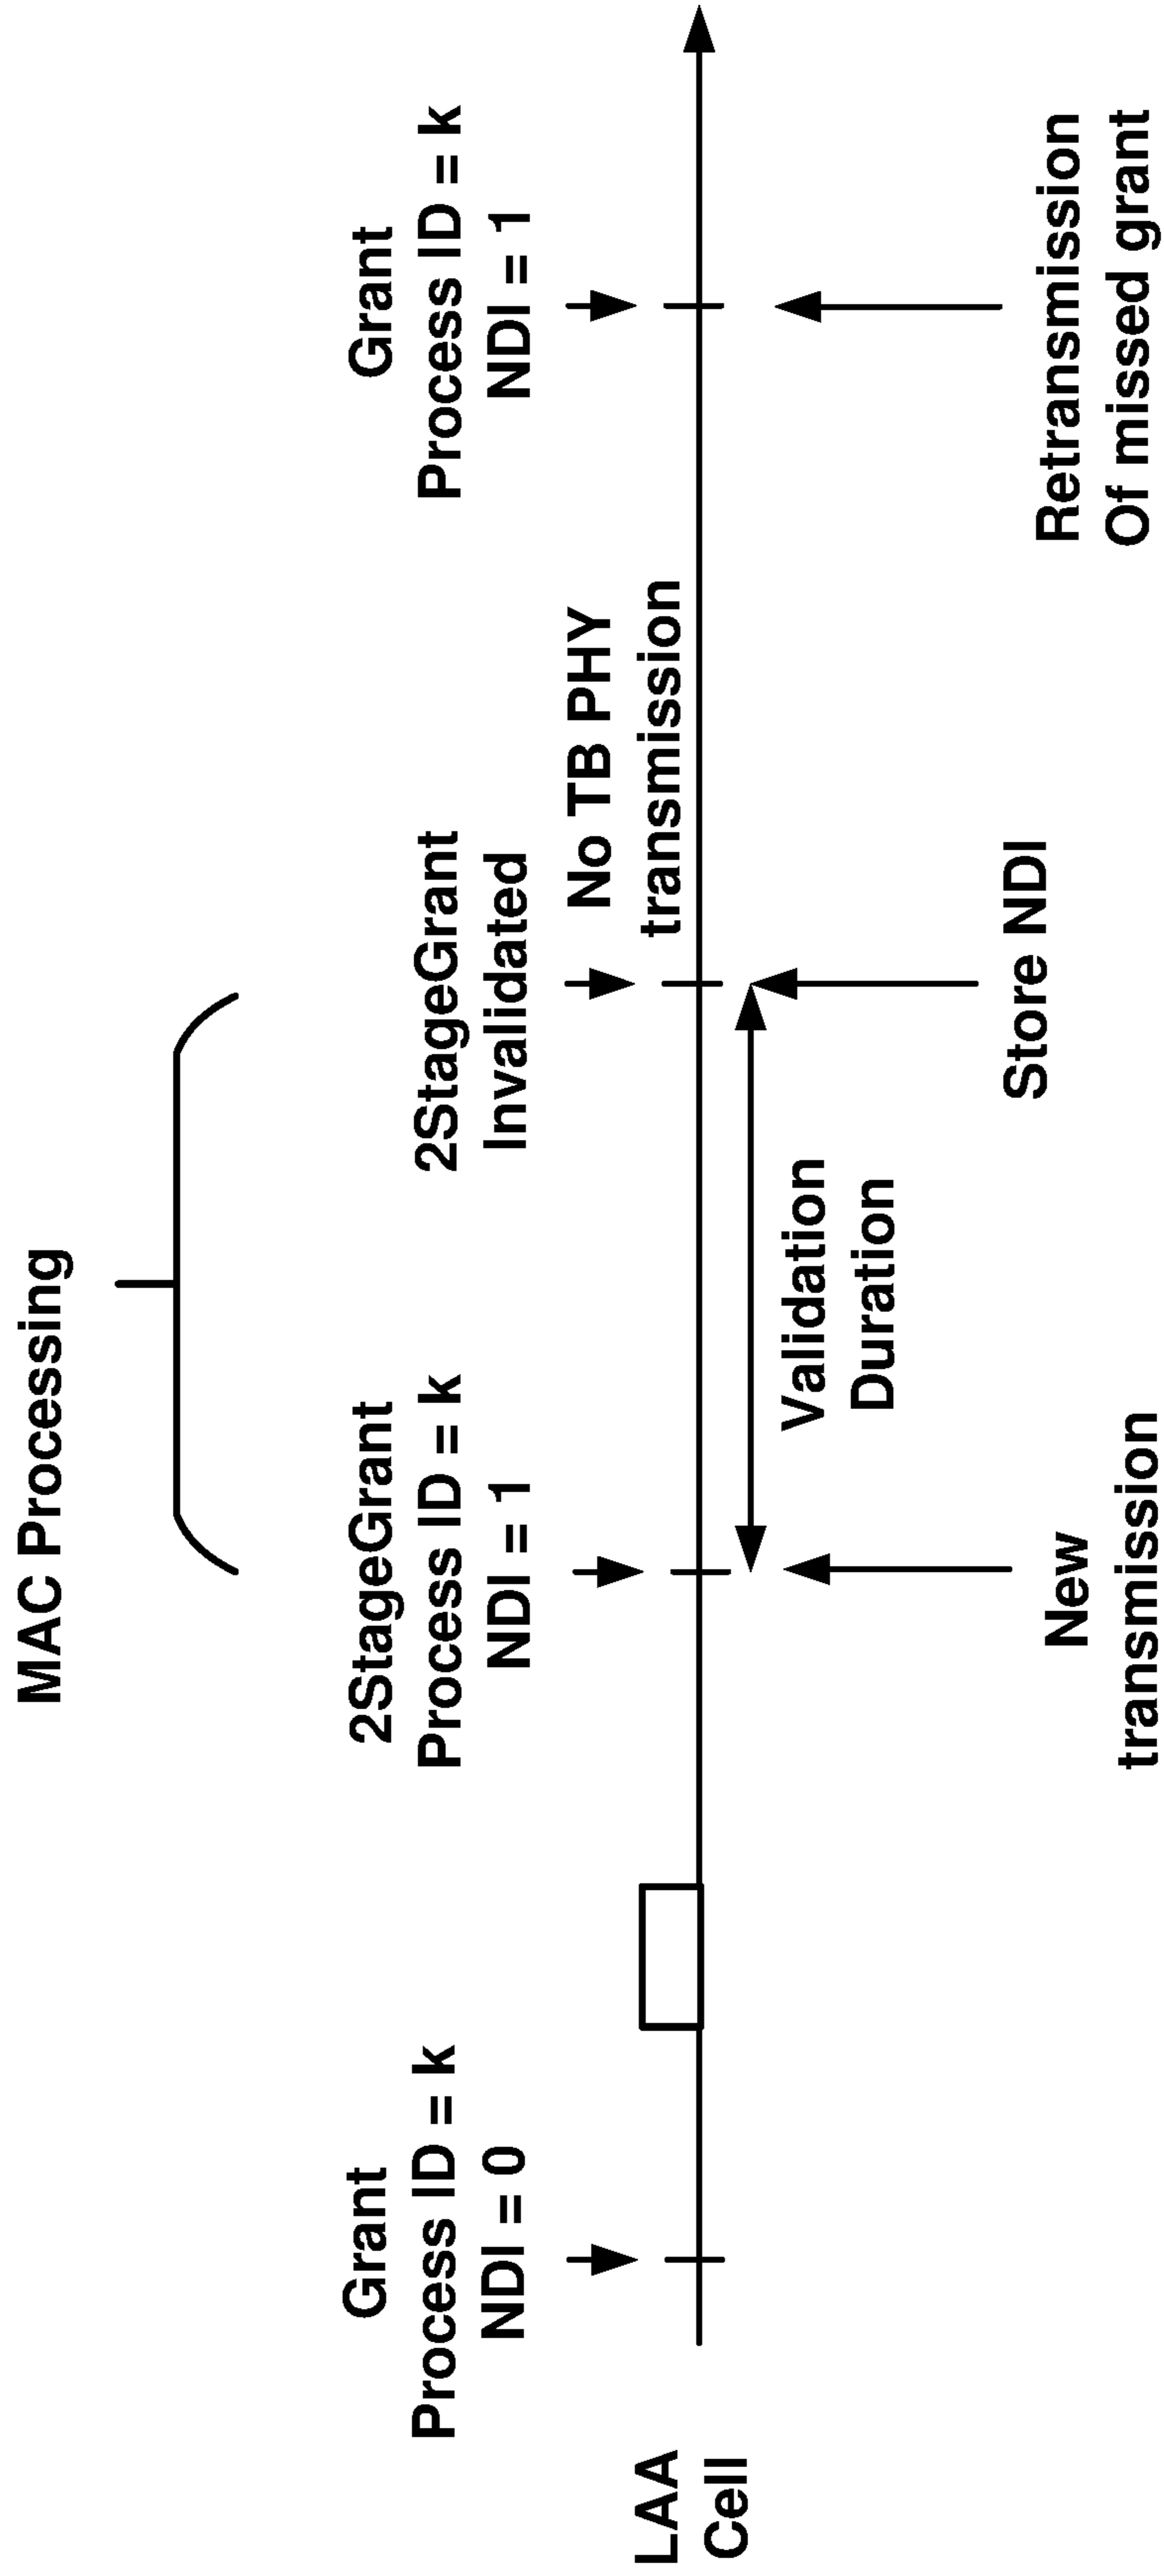 MAC Processing
Grant
Process ID = k
NDI = 0
2StageGrant
Process ID = k
NDI = 1
2StageGrant
Invalidated
No TB PHY
transmission
Grant
Process ID = k
NDI = 1
LAA
Cell
Validation
Duration
New
transmission
Store NDI
Retransmission
Of missed grant